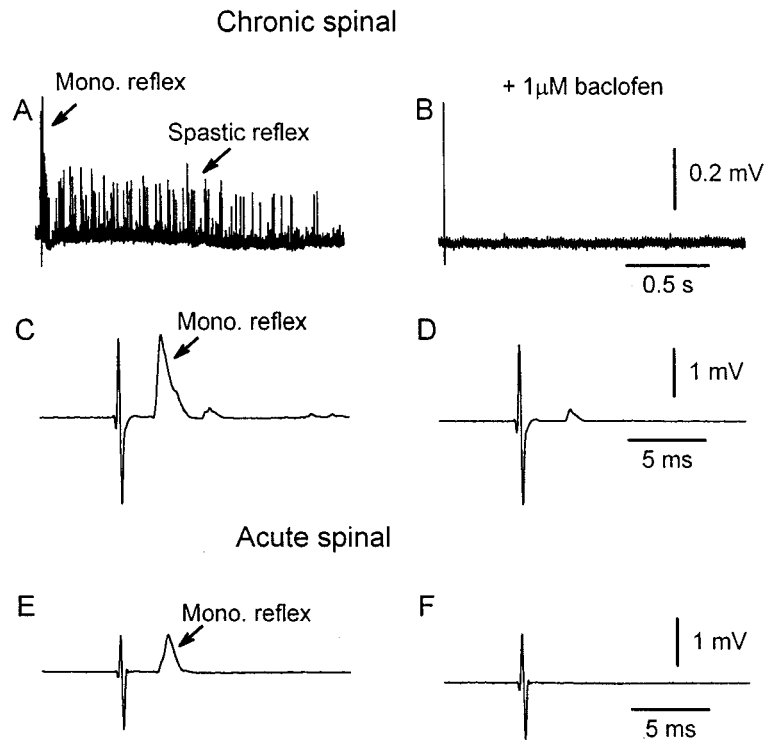 Chronic spinal
A
Mono. reflex
Spastic reflex
B
+ 1μM baclofen
0.2 mV
0.5 s
C
Mono. reflex
D
1 mV
5 ms
Acute spinal
E
Mono. reflex
F
1 mV
5 ms